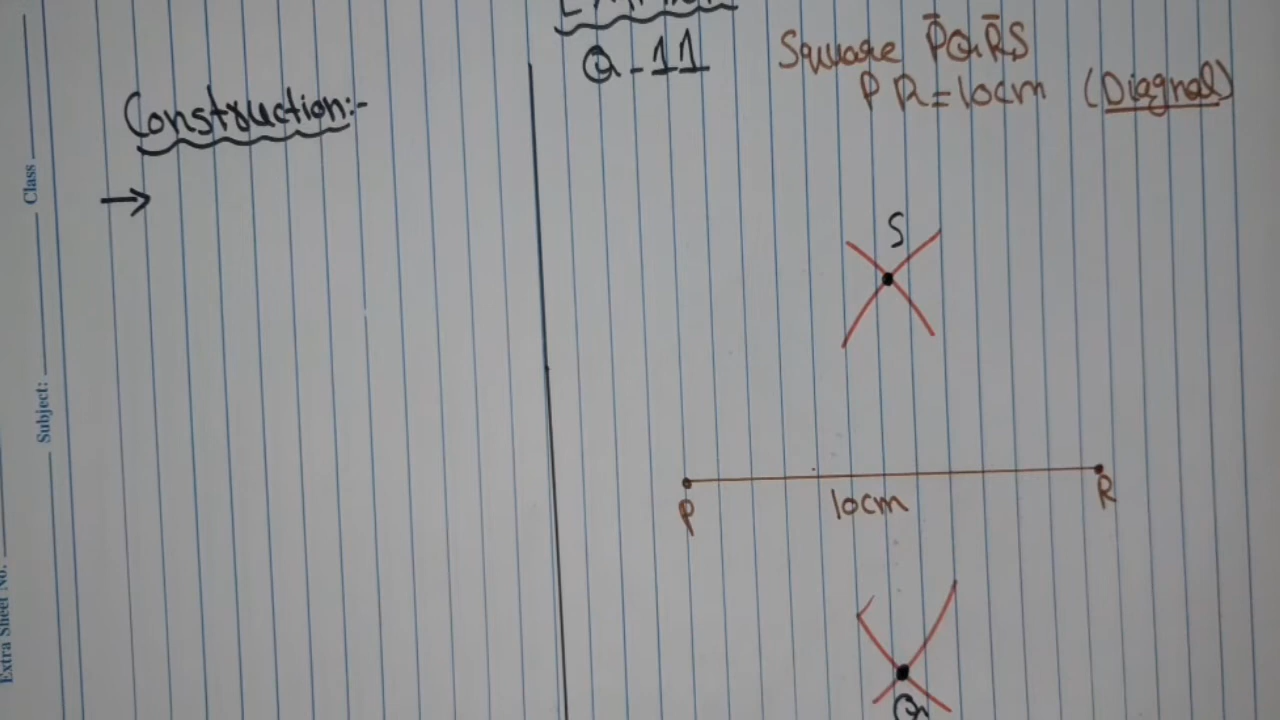 Q-11
Square PQRS
PR = 10cm (Diagnal)
Construction:-
→
S
10cm
P
R
Q
Class
Subject:
Extra Sheet No.